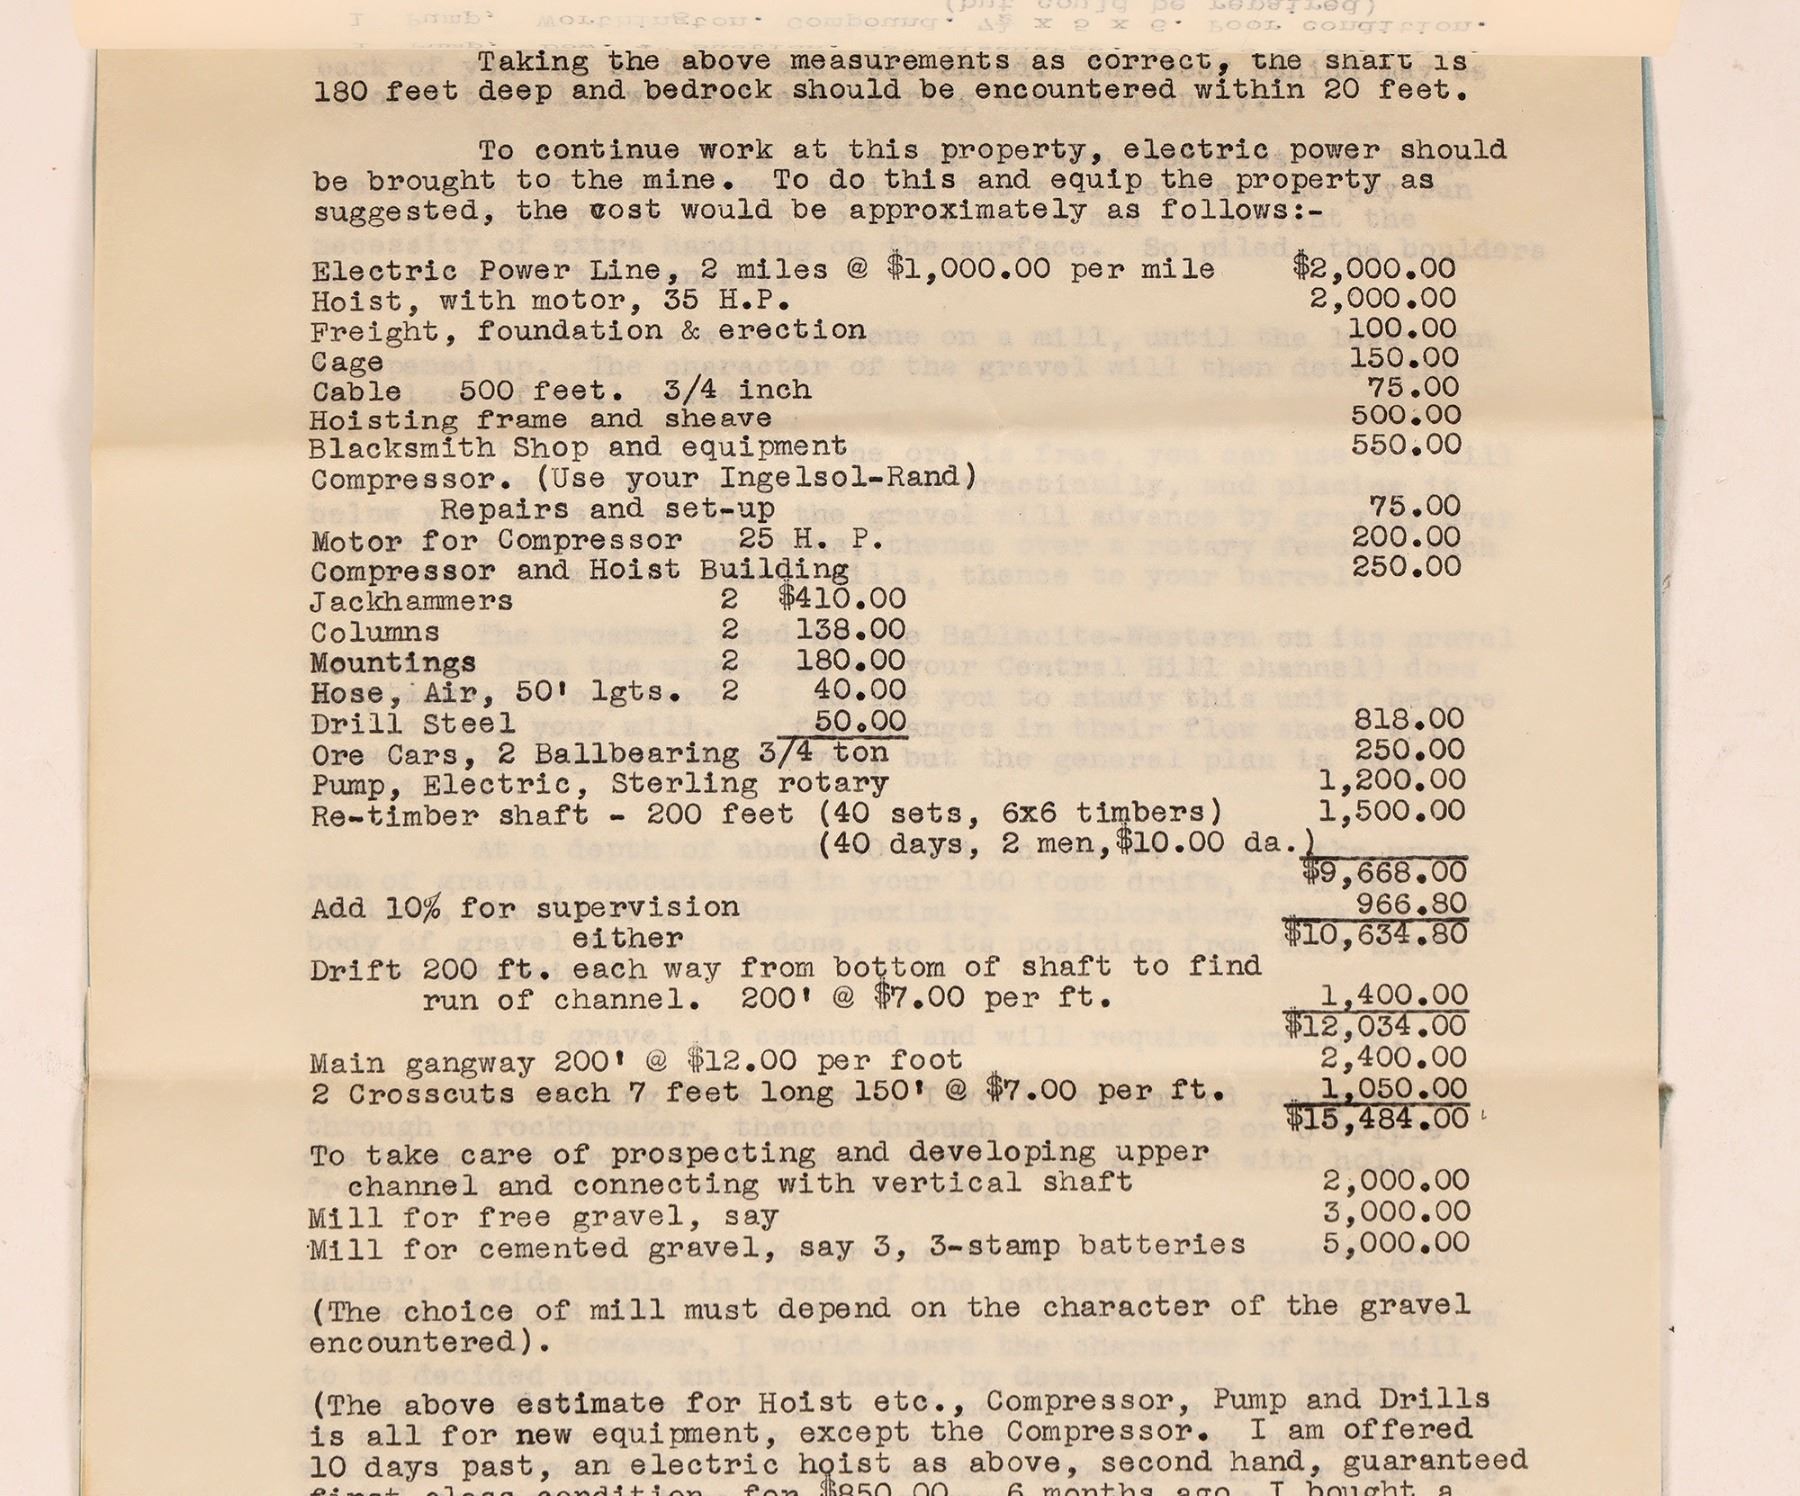 Taking the above measurements as correct, the shaft is
180 feet deep and bedrock should be encountered within 20 feet.
To continue work at this property, electric power should
be brought to the mine. To do this and equip the property as
suggested, the cost would be approximately as follows:-
Electric Power Line, 2 miles @ $1,000.00 per mile $2,000.00
Hoist, with motor, 35 H.P. 2,000.00
Freight, foundation & erection 100.00
Cage 150.00
Cable 500 feet. 3/4 inch 75.00
Hoisting frame and sheave 500.00
Blacksmith Shop and equipment 550.00
Compressor. (Use your Ingelsol-Rand)
Repairs and set-up 75.00
Motor for Compressor 25 H. P. 200.00
Compressor and Hoist Building 250.00
Jackhammers 2 $410.00
Columns 2 138.00
Mountings 2 180.00
Hose, Air, 50' lgts. 2 40.00
Drill Steel 50.00 818.00
Ore Cars, 2 Ballbearing 3/4 ton 250.00
Pump, Electric, Sterling rotary 1,200.00
Re-timber shaft - 200 feet (40 sets, 6x6 timbers) 1,500.00
(40 days, 2 men,$10.00 da.)
$9,668.00
Add 10% for supervision 966.80
either $10,634.80
Drift 200 ft. each way from bottom of shaft to find
run of channel. 200' @ $7.00 per ft. 1,400.00
$12,034.00
Main gangway 200' @ $12.00 per foot 2,400.00
2 Crosscuts each 7 feet long 150' @ $7.00 per ft. 1,050.00
$15,484.00
To take care of prospecting and developing upper
channel and connecting with vertical shaft 2,000.00
Mill for free gravel, say 3,000.00
Mill for cemented gravel, say 3, 3-stamp batteries 5,000.00
(The choice of mill must depend on the character of the gravel
encountered).
(The above estimate for Hoist etc., Compressor, Pump and Drills
is all for new equipment, except the Compressor. I am offered
10 days past, an electric hoist as above, second hand, guaranteed
first class condition, for $850.00. 6 months ago, I bought a